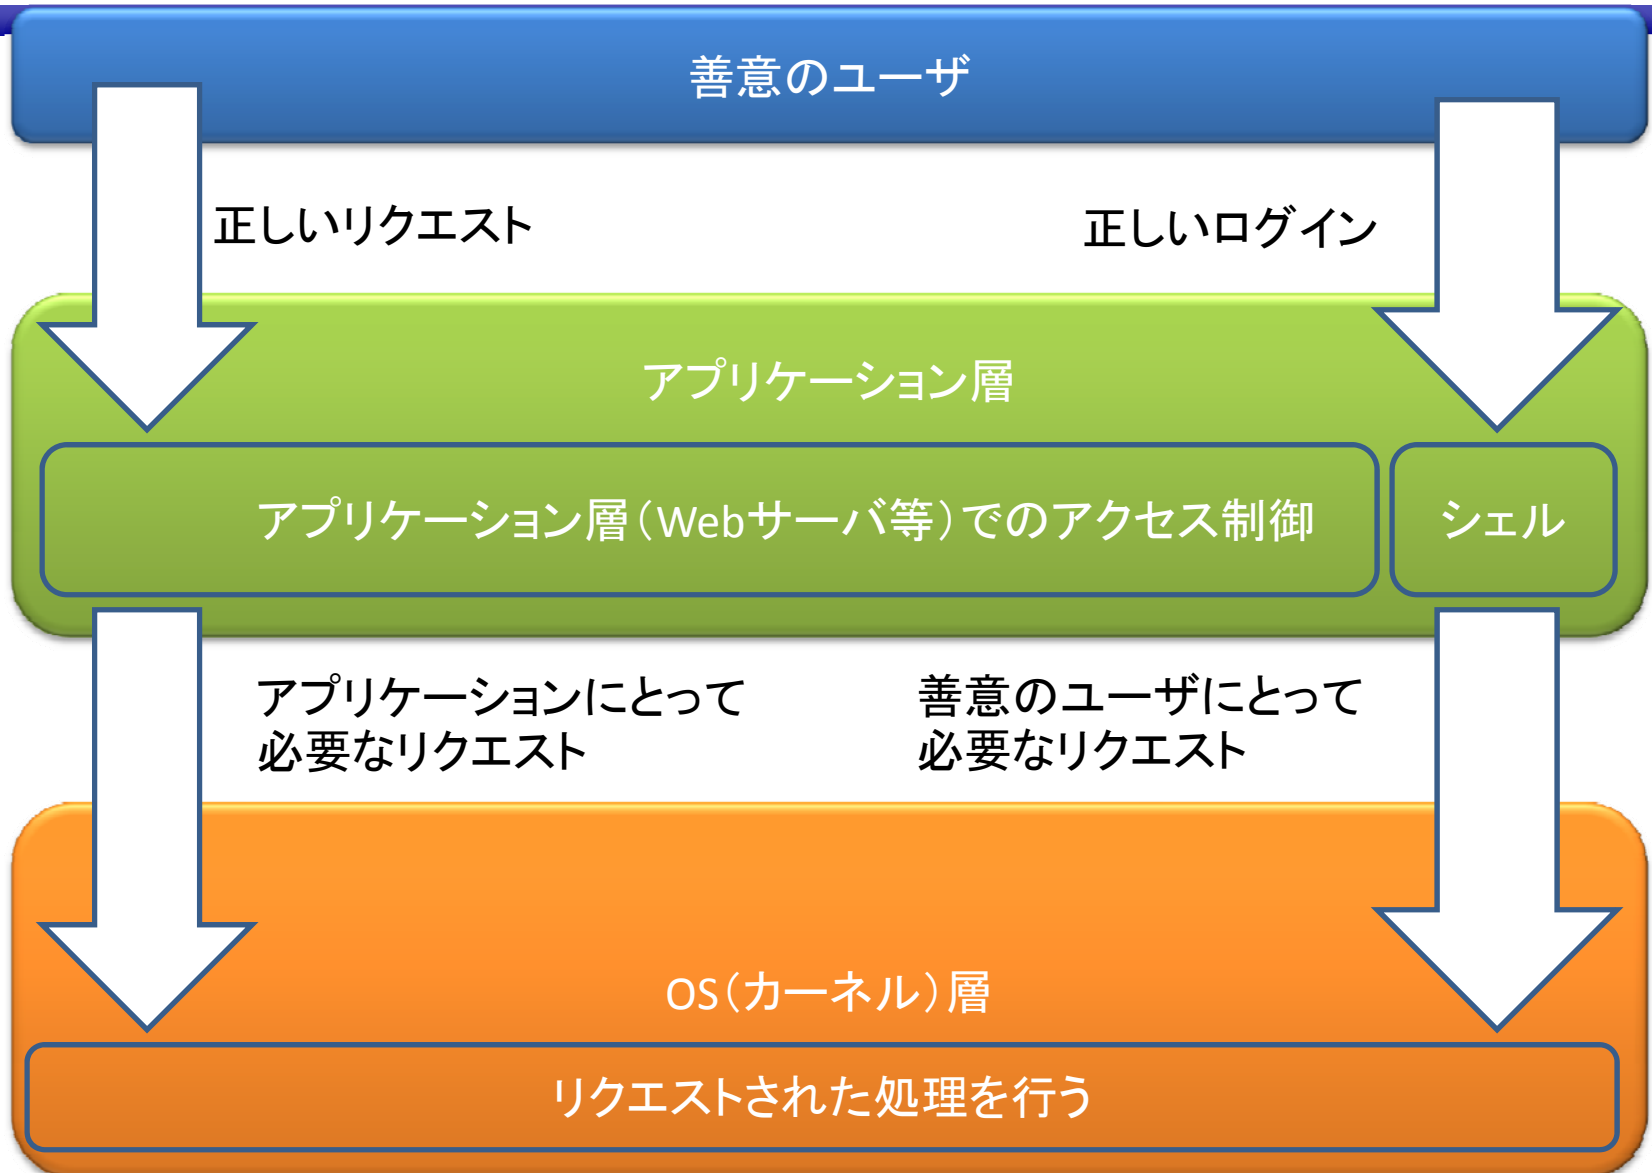 善意のユーザ
正しいリクエスト
正しいログイン
アプリケーション層
アプリケーション層（Webサーバ等）でのアクセス制御
シェル
アプリケーションにとって
必要なリクエスト
善意のユーザにとって
必要なリクエスト
OS（カーネル）層
リクエストされた処理を行う